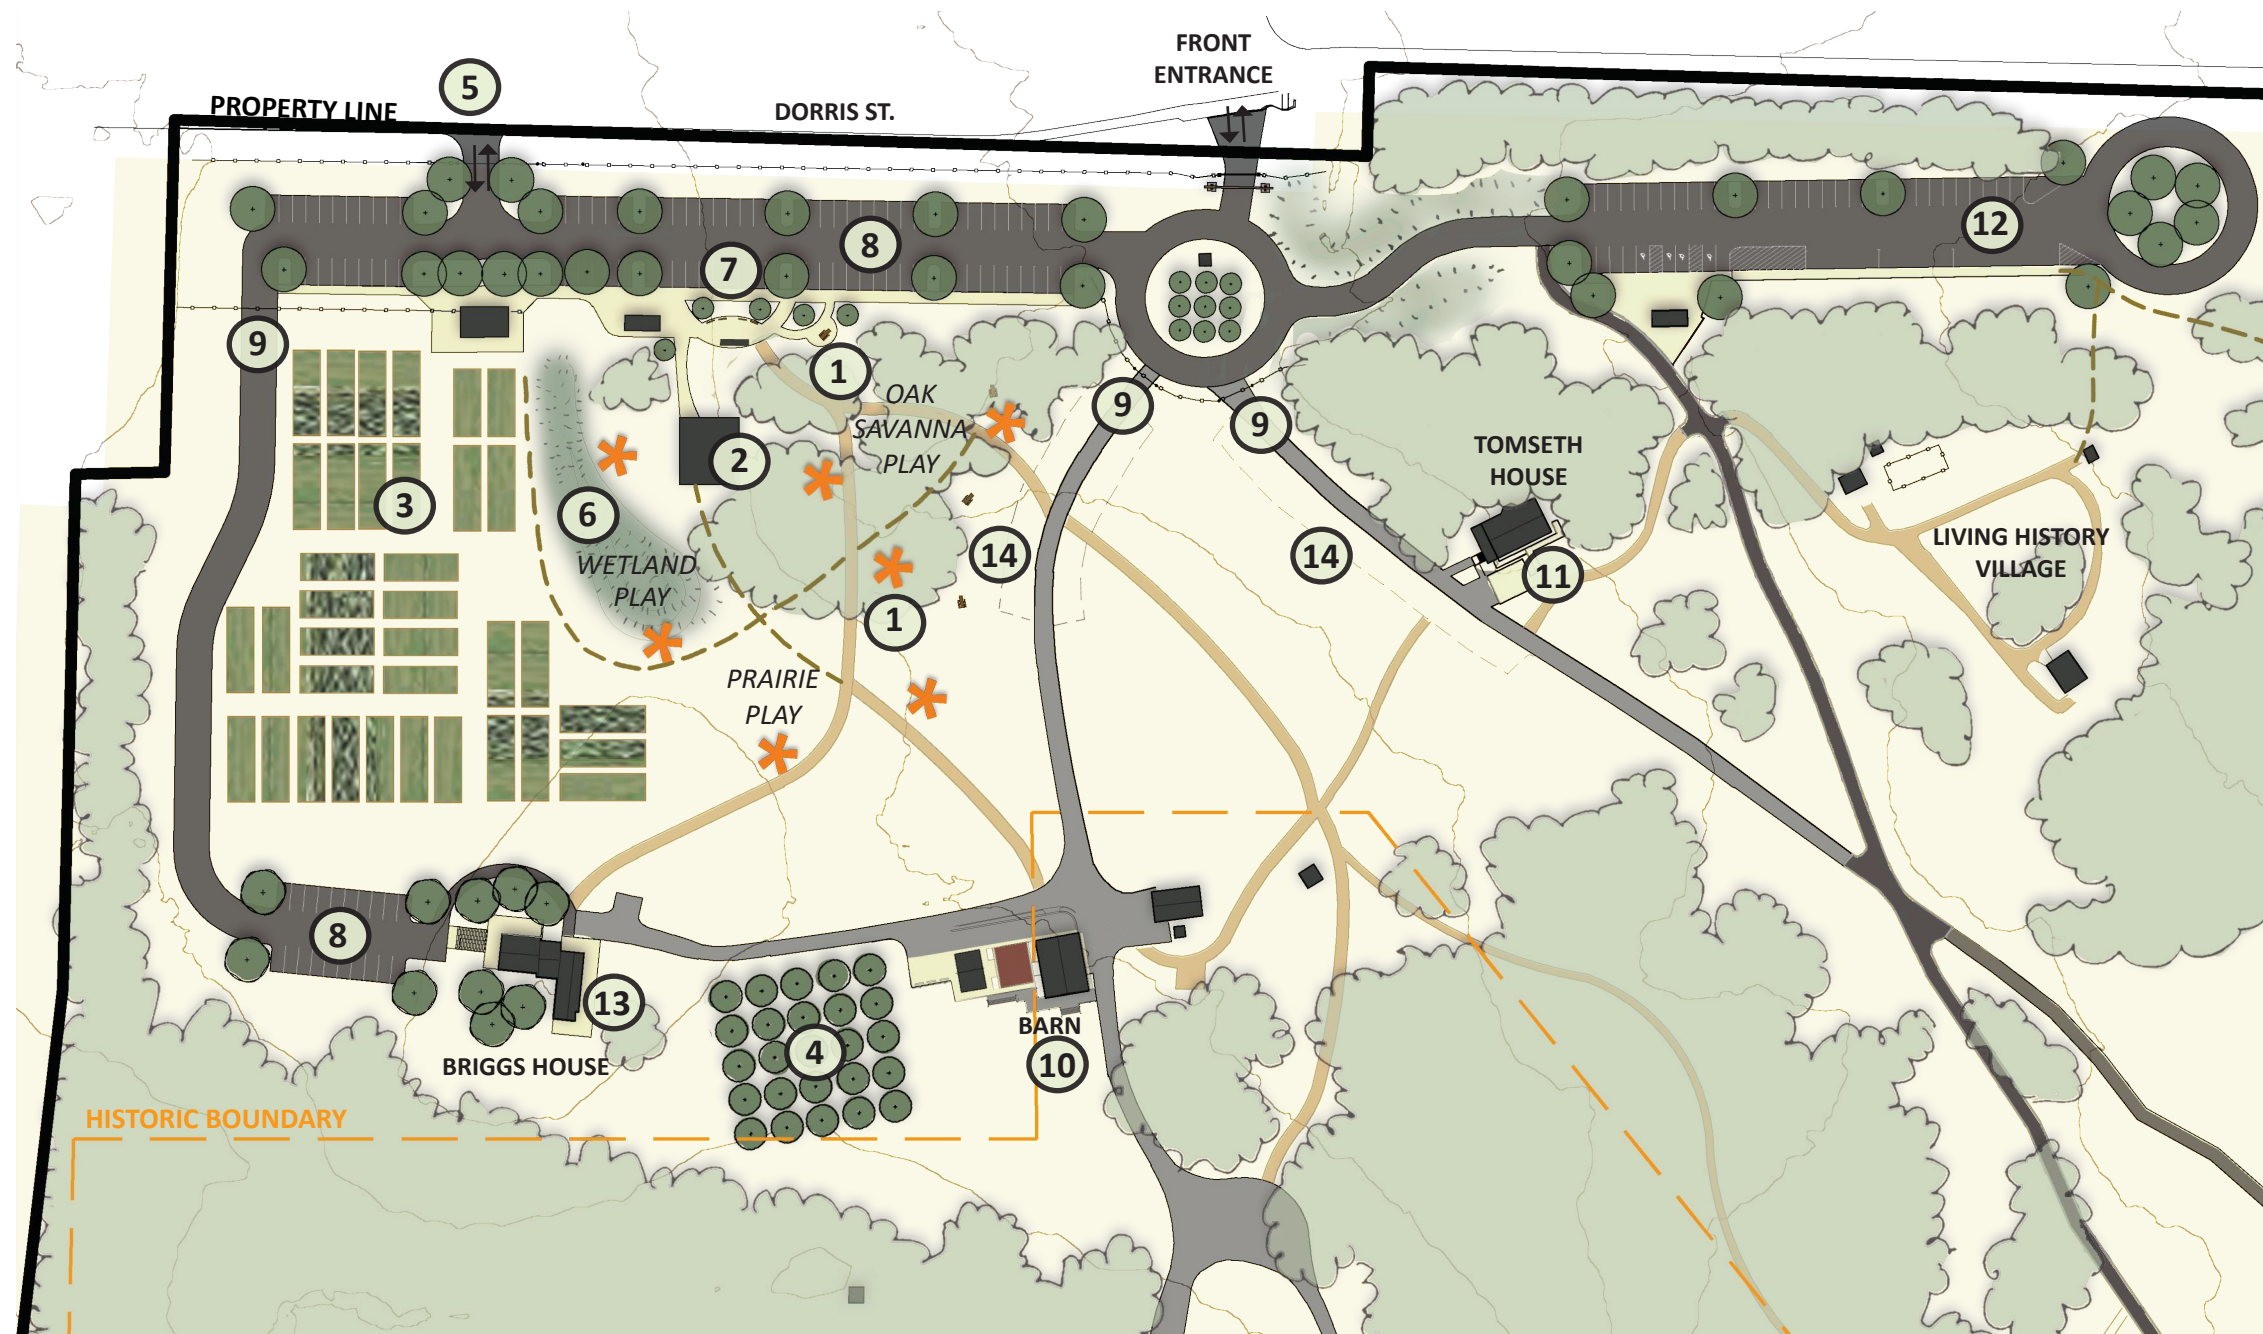 FRONT
ENTRANCE
5
PROPERTY LINE
DORRIS ST.
12
8
7
9
1
OAK
SAVANNA
PLAY
9
9
TOMSETH
HOUSE
2
3
6
14
14
LIVING HISTORY
VILLAGE
WETLAND
PLAY
11
1
PRAIRIE
PLAY
8
13
BARN
4
10
BRIGGS HOUSE
HISTORIC BOUNDARY